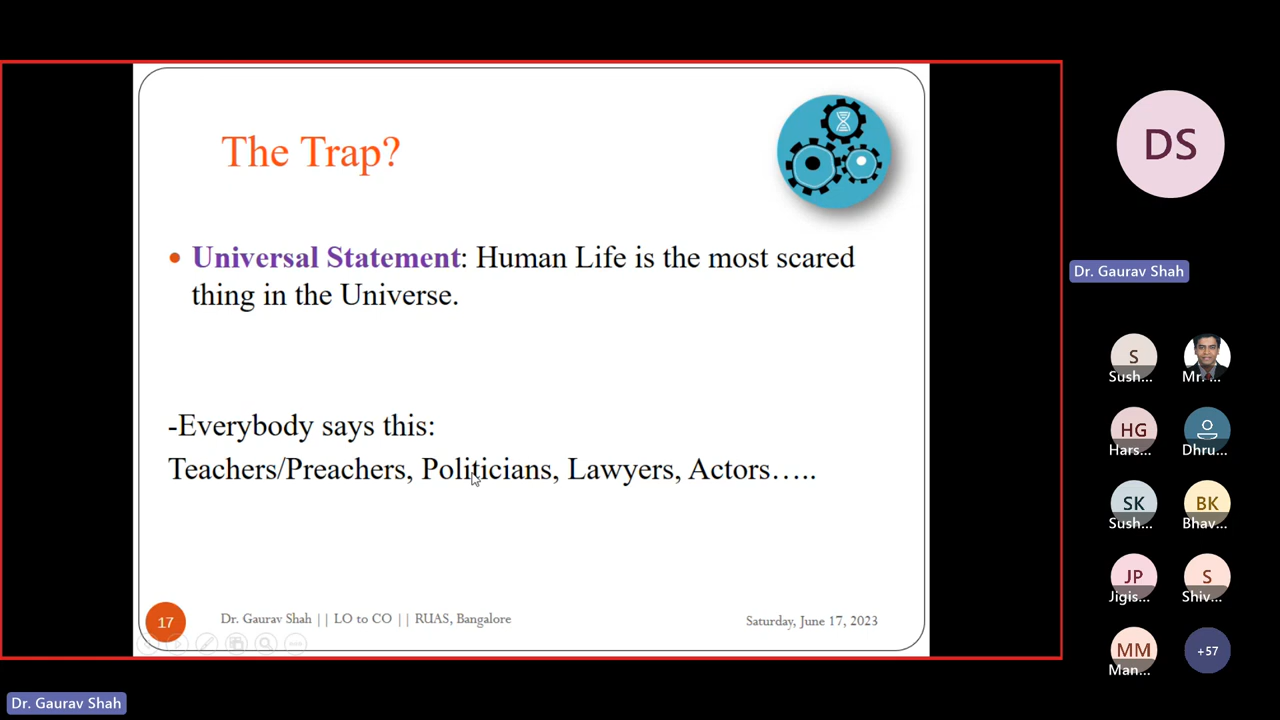 The Trap?
• Universal Statement: Human Life is the most scared
thing in the Universe.
-Everybody says this:
Teachers/Preachers, Politicians, Lawyers, Actors…..
17
Dr. Gaurav Shah || LO to CO || RUAS, Bangalore
Saturday, June 17, 2023
Dr. Gaurav Shah
DS
Dr. Gaurav Shah
S
Sush...
Mr. ...
HG
Hars...
Dhru...
SK
Sush...
BK
Bhav...
JP
Jigis...
S
Shiv...
MM
Man...
+57